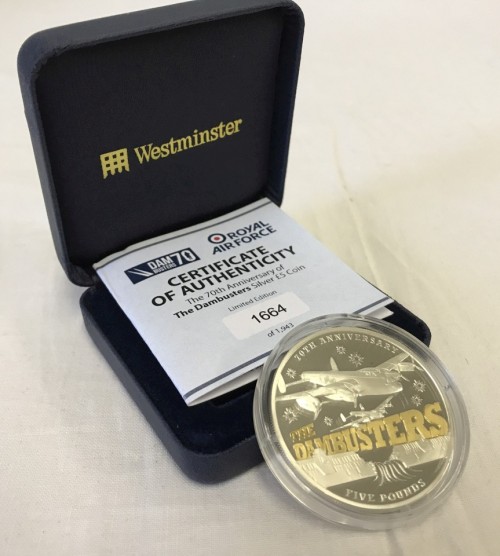 Westminster
DAM 70
BUSTERS
ROYAL
AIR FORCE
CERTIFICATE
OF AUTHENTICITY
The 70th Anniversary of
The Dambusters Silver £5 Coin
Limited Edition
1664
of 1,943
70TH ANNIVERSARY
THE
DAMBUSTERS
FIVE POUNDS